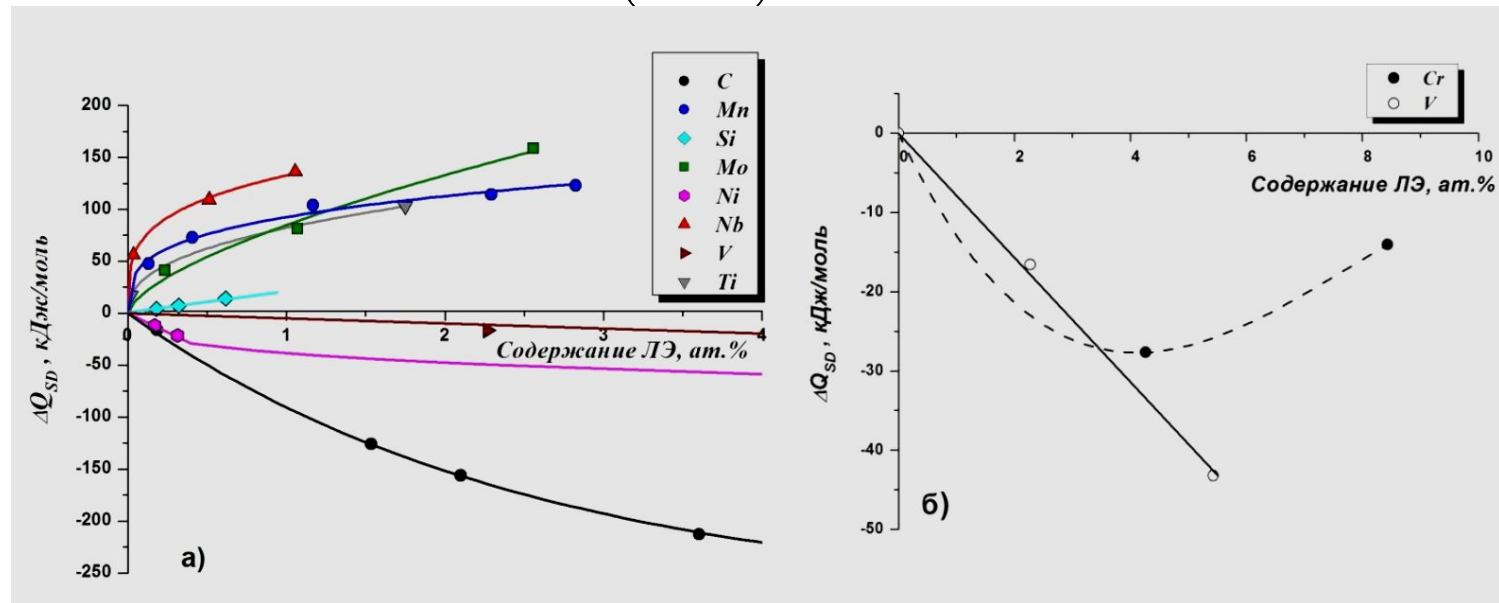 C
Mn
Si
Mo
Ni
Nb
V
Ti
200
150
100
50
0
-50
-100
-150
-200
-250
0
1
2
3
4
Содержание ЛЭ, ат.%
ΔQ_SD , кДж/моль
а)
Cr
V
0
-10
-20
-30
-40
-50
0
2
4
6
8
10
Содержание ЛЭ, ат.%
ΔQ_SD , кДж/моль
б)